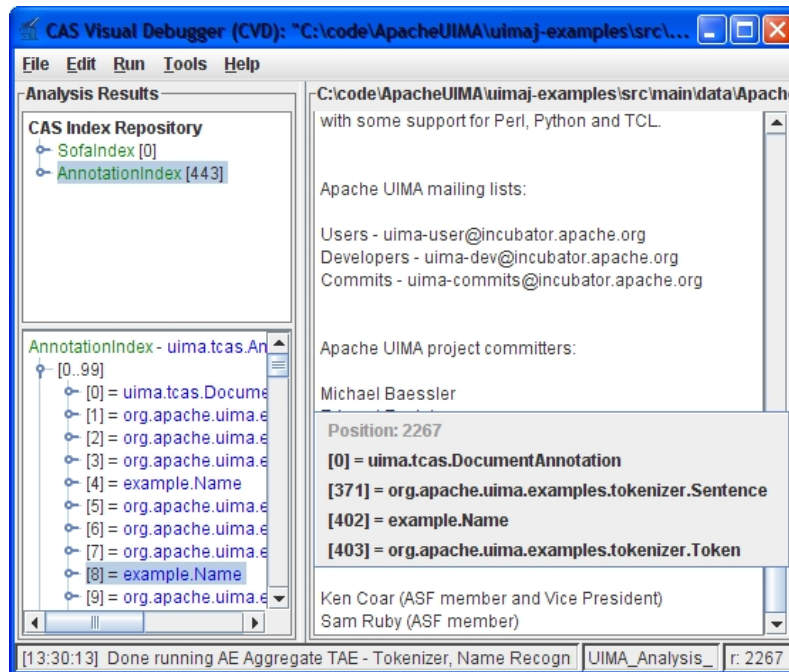 CAS Visual Debugger (CVD): "C:\code\ApacheUIMA\uimaj-examples\src\...
File Edit Run Tools Help
Analysis Results
CAS Index Repository
SofaIndex [0]
AnnotationIndex [443]
AnnotationIndex - uima.tcas.An
[0..99]
[0] = uima.tcas.Docume
[1] = org.apache.uima.e
[2] = org.apache.uima.e
[3] = org.apache.uima.e
[4] = example.Name
[5] = org.apache.uima.e
[6] = org.apache.uima.e
[7] = org.apache.uima.e
[8] = example.Name
[9] = org.apache.uima.e
C:\code\ApacheUIMA\uimaj-examples\src\main\data\Apache
with some support for Perl, Python and TCL.
Apache UIMA mailing lists:
Users - uima-user@incubator.apache.org
Developers - uima-dev@incubator.apache.org
Commits - uima-commits@incubator.apache.org
Apache UIMA project committers:
Michael Baessler
Position: 2267
[0] = uima.tcas.DocumentAnnotation
[371] = org.apache.uima.examples.tokenizer.Sentence
[402] = example.Name
[403] = org.apache.uima.examples.tokenizer.Token
Ken Coar (ASF member and Vice President)
Sam Ruby (ASF member)
[13:30:13] Done running AE Aggregate TAE - Tokenizer, Name Recogn
UIMA_Analysis_
r: 2267